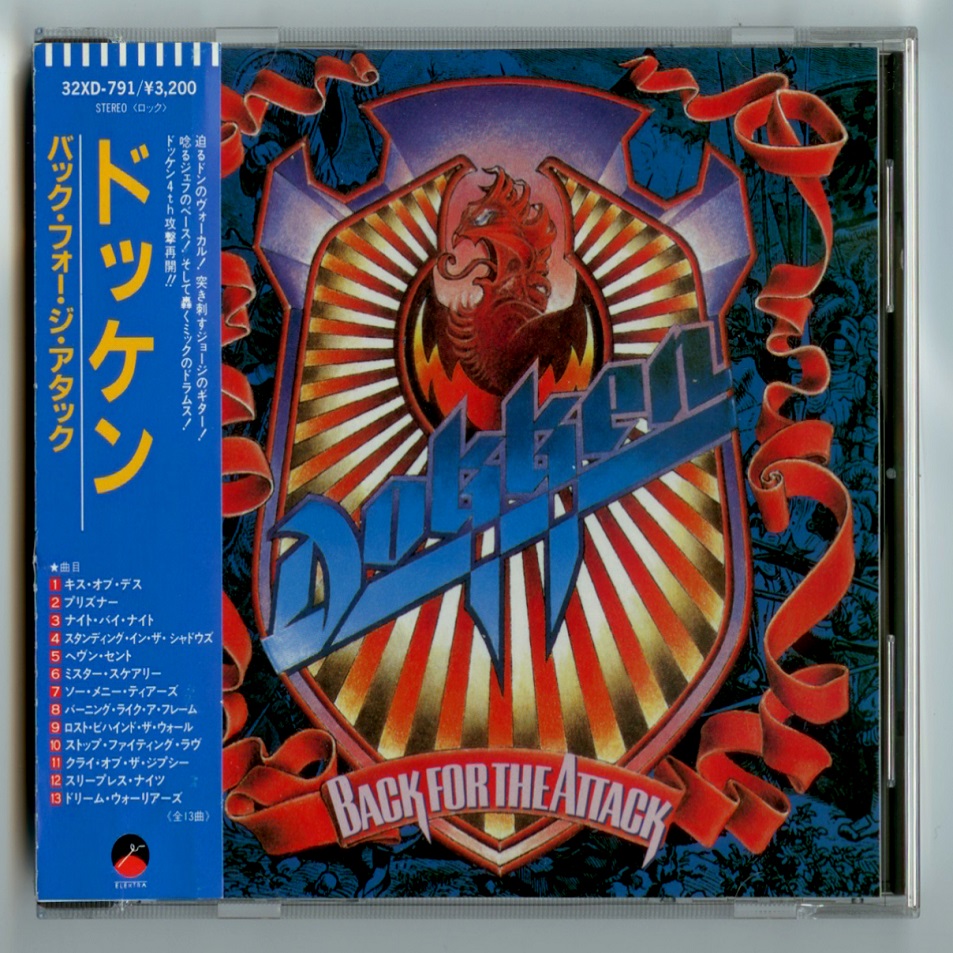 32XD-791/¥3,200
STEREO〈ロック〉
迫るドンのヴォーカル! 突き刺すジョージのギター!
唸るジェフのベース! そして轟くミックのドラムス!
ドッケン4th攻撃再開!!
ドッケン
バック・フォー・ジ・アタック
★曲目
1 キス・オブ・デス
2 プリズナー
3 ナイト・バイ・ナイト
4 スタンディング・イン・ザ・シャドウズ
5 ヘヴン・セント
6 ミスター・スケアリー
7 ソー・メニー・ティアーズ
8 バーニング・ライク・ア・フレーム
9 ロスト・ビハインド・ザ・ウォール
10 ストップ・ファイティング・ラヴ
11 クライ・オブ・ザ・ジプシー
12 スリープレス・ナイツ
13 ドリーム・ウォーリアーズ
〈全13曲〉
ELEKTRA
Dokken
BACK FOR THE ATTACK